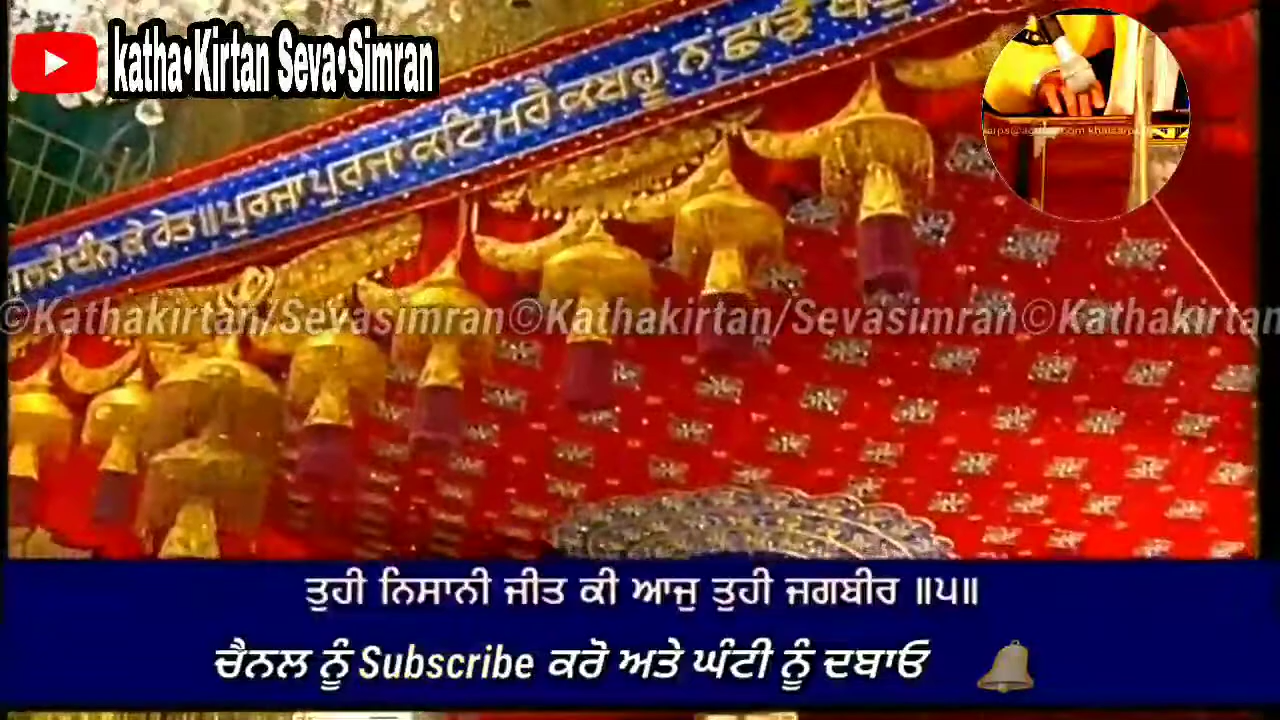 katha•Kirtan Seva•Simran
ਦੀਨ ਕੇ ਹੇਤ॥ ਪੁਰਜਾ ਪੁਰਜਾ ਕਟਿ ਮਰੈ ਕਬਹੂ ਨ ਛਾਡੈ
©Kathakirtan/Sevasimran©Kathakirtan/Sevasimran©Kathakirtan
ਤੁਹੀ ਨਿਸਾਨੀ ਜੀਤ ਕੀ ਆਜੁ ਤੁਹੀ ਜਗਬੀਰ ॥੫॥
ਚੈਨਲ ਨੂੰ Subscribe ਕਰੋ ਅਤੇ ਘੰਟੀ ਨੂੰ ਦਬਾਓ